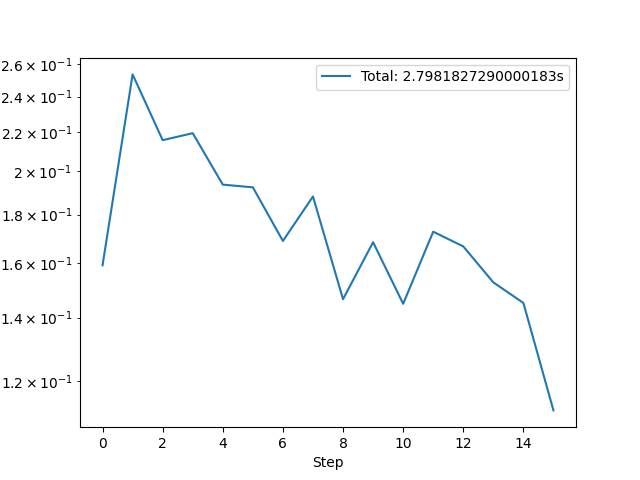 Total: 2.7981827290000183s
2.6 × 10⁻¹
2.4 × 10⁻¹
2.2 × 10⁻¹
2 × 10⁻¹
1.8 × 10⁻¹
1.6 × 10⁻¹
1.4 × 10⁻¹
1.2 × 10⁻¹
0 2 4 6 8 10 12 14
Step